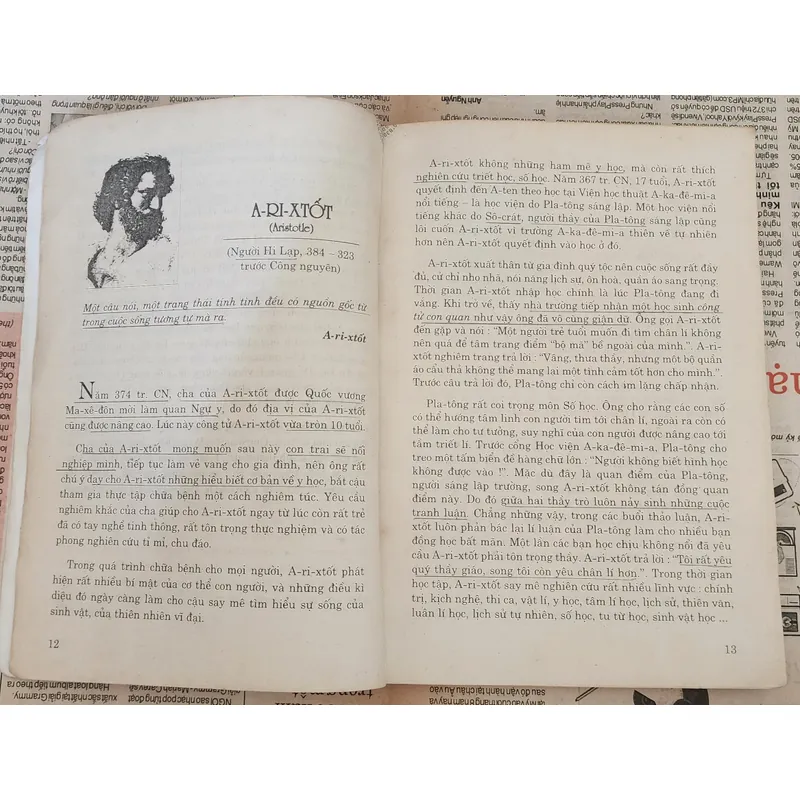 A-RI-XTỐT
(Aristotle)
(Người Hi Lạp, 384 – 323
trước Công nguyên)
Một câu nói, một trạng thái tinh tình đều có nguồn gốc từ
trong cuộc sống tương tự mà ra.
A-ri-xtốt
Năm 374 tr. CN, cha của A-ri-xtốt được Quốc vương
Ma-xê-đôn mời làm quan Ngự y, do đó địa vị của A-ri-xtốt
cũng được nâng cao. Lúc này công tử A-ri-xtốt vừa tròn 10 tuổi.
Cha của A-ri-xtốt mong muốn sau này con trai sẽ nối
nghiệp mình, tiếp tục làm vẻ vang cho gia đình, nên ông rất
chú ý dạy cho A-ri-xtốt những hiểu biết cơ bản về y học, bắt cậu
tham gia thực tập chữa bệnh một cách nghiêm túc. Yêu cầu
nghiêm khắc của cha giúp cho A-ri-xtốt ngay từ lúc còn rất trẻ
đã có tay nghề tinh thông, rất tôn trọng thực nghiệm và có tác
phong nghiên cứu tỉ mỉ, chu đáo.
Trong quá trình chữa bệnh cho mọi người, A-ri-xtốt phát
hiện rất nhiều bí mật của cơ thể con người, và những điều kì
diệu đó ngày càng làm cho cậu say mê tìm hiểu sự sống của
sinh vật, của thiên nhiên vĩ đại.
12
A-ri-xtốt không những ham mê y học, mà còn rất thích
nghiên cứu triết học, số học. Năm 367 tr. CN, 17 tuổi, A-ri-xtốt
quyết định đến A-ten theo học tại Viện học thuật A-ka-đê-mi-a
nổi tiếng – là học viện do Pla-tông sáng lập. Một học viện nổi
tiếng khác do Sô-crát, người thầy của Pla-tông sáng lập cũng
lôi cuốn A-ri-xtốt vì trường A-ka-đê-mi-a thiên về tự nhiên
hơn nên A-ri-xtốt quyết định vào học ở đó.
A-ri-xtốt xuất thân từ gia đình quý tộc nên cuộc sống rất đầy
đủ, cử chỉ nho nhã, nói năng lịch sự, ôn hoà, quần áo sang trọng.
Thời gian A-ri-xtốt nhập học chính là lúc Pla-tông đang đi
vắng. Khi trở về, thấy nhà trường tiếp nhận một học sinh công
tử con quan như vậy ông đã vô cùng giận dữ. Ông gọi A-ri-xtốt
đến gặp và nói : “Một người trẻ tuổi muốn đi tìm chân lí không
nên quá để tâm trang điểm “bộ mã” bề ngoài của mình.”. A-ri-
xtốt nghiêm trang trả lời : “Vâng, thưa thầy, nhưng một bộ quần
áo cẩu thả không thể mang lại một tình cảm tốt hơn cho mình.”.
Trước câu trả lời đó, Pla-tông chỉ còn cách im lặng chấp nhận.
Pla-tông rất coi trọng môn Số học. Ông cho rằng các con số
có thể hướng tâm linh con người tìm tới chân lí, ngoài ra còn có
thể làm cho tư tưởng, suy nghĩ của con người được nâng cao tới
tầm triết lí. Trước cổng Học viện A-ka-đê-mi-a, Pla-tông cho
treo một tấm biển đề hàng chữ lớn : “Người không biết hình học
không được vào !”. Mặc dù đây là quan điểm của Pla-tông,
người sáng lập trường, song A-ri-xtốt không tán đồng quan
điểm này. Do đó giữa hai thầy trò luôn nảy sinh những cuộc
tranh luận. Chẳng những vậy, trong các buổi thảo luận, A-ri-
xtốt luôn phản bác lại lí luận của Pla-tông làm cho nhiều bạn
đồng học bất mãn. Một lần các bạn học chịu không nổi đã yêu
cầu A-ri-xtốt phải tôn trọng thầy. A-ri-xtốt trả lời : “Tôi rất yêu
quý thầy giáo, song tôi còn yêu chân lí hơn.”. Trong thời gian
học tập, A-ri-xtốt say mê nghiên cứu rất nhiều lĩnh vực : chính
trị, kịch nghệ, thi ca, vật lí, y học, tâm lí học, lịch sử, thiên văn,
luân lí học, lịch sử tự nhiên, số học, tu từ học, sinh vật học ...
13